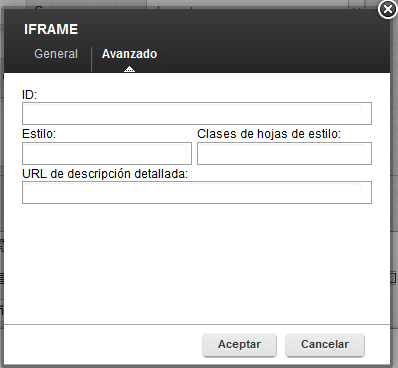 IFRAME
General Avanzado
ID:
Estilo: Clases de hojas de estilo:
URL de descripción detallada:
Aceptar Cancelar